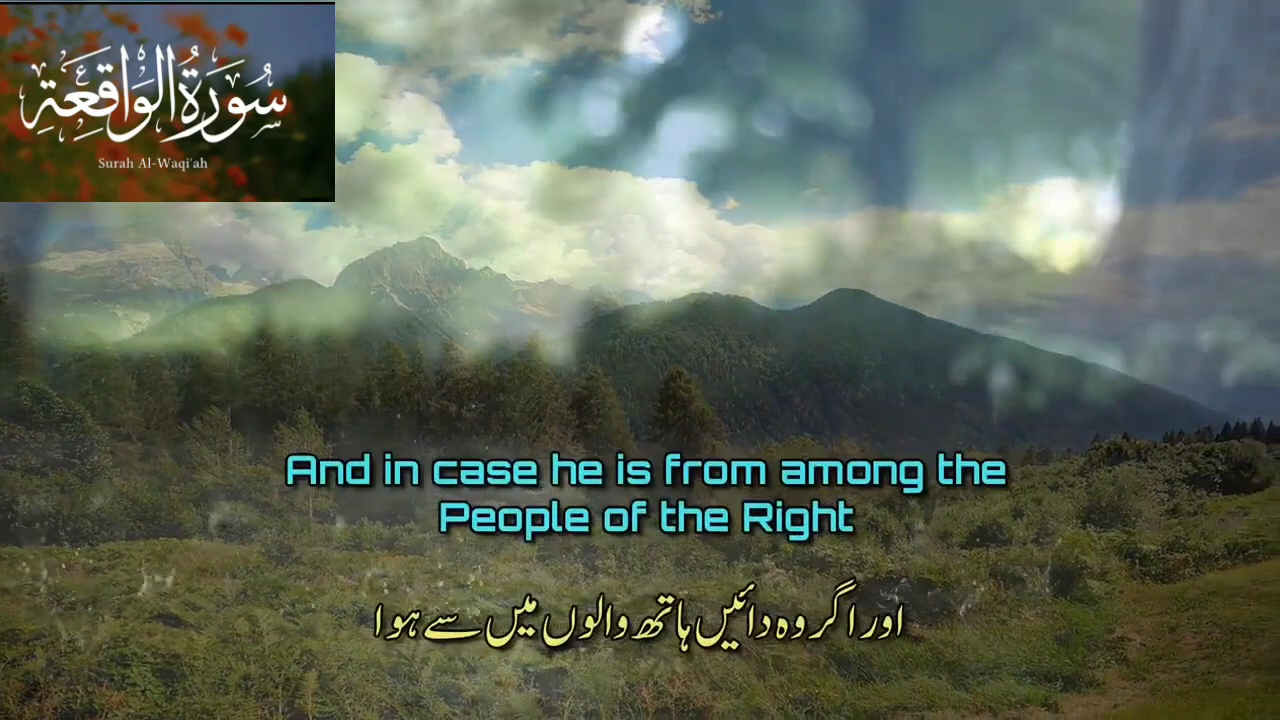 سُورَةُ الْوَاقِعَةِ
Surah Al-Waqi'ah
And in case he is from among the
People of the Right
اور اگر وہ دائیں ہاتھ والوں میں سے ہوا